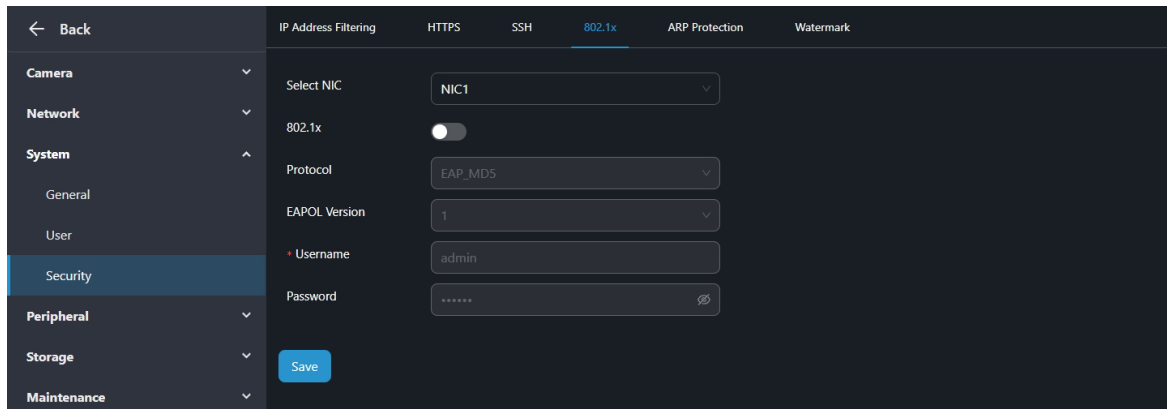 Back
Camera
Network
System
General
User
Security
Peripheral
Storage
Maintenance
IP Address Filtering HTTPS SSH 802.1x ARP Protection Watermark
Select NIC NIC1
802.1x
Protocol EAP_MD5
EAPOL Version 1
* Username admin
Password ••••••
Save